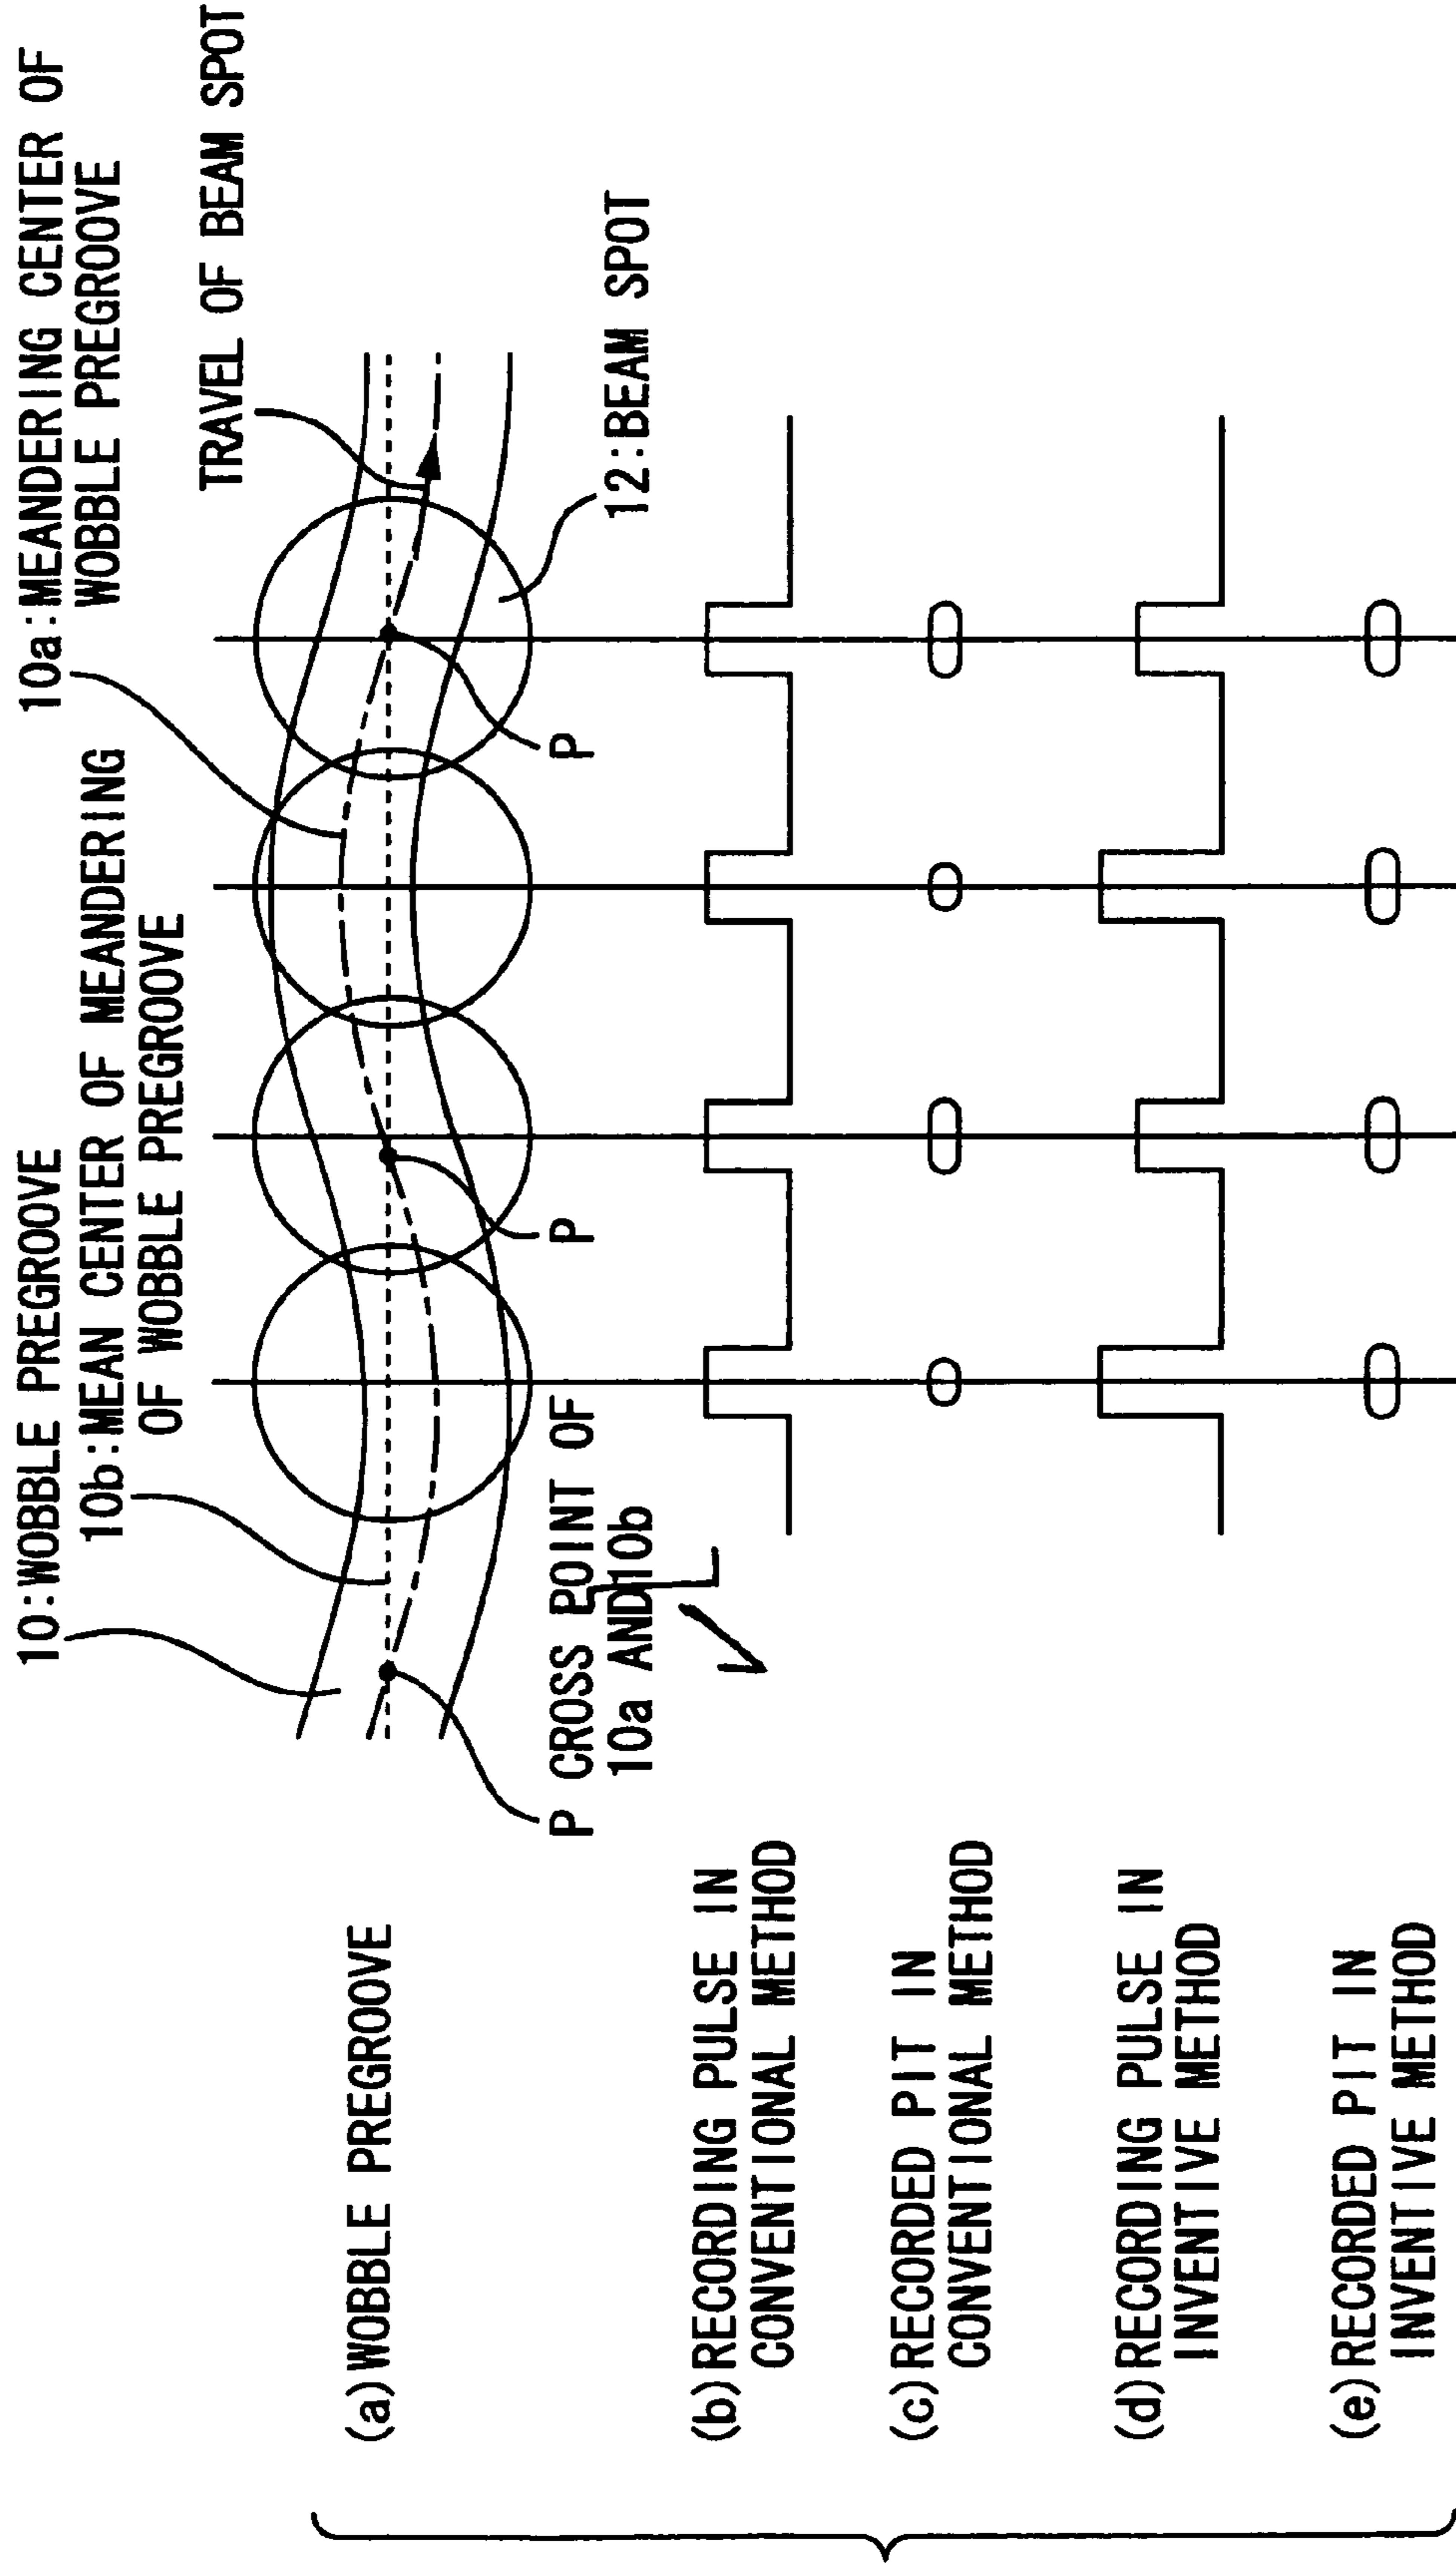 10:WOBBLE PREGROOVE
10b:MEAN CENTER OF MEANDERING
OF WOBBLE PREGROOVE
10a:MEANDERING CENTER OF
WOBBLE PREGROOVE
TRAVEL OF BEAM SPOT
(a)WOBBLE PREGROOVE
12:BEAM SPOT
P
P
P CROSS POINT OF
10a AND10b
(b)RECORDING PULSE IN
CONVENTIONAL METHOD
(c)RECORDED PIT IN
CONVENTIONAL METHOD
(d)RECORDING PULSE IN
INVENTIVE METHOD
(e)RECORDED PIT IN
INVENTIVE METHOD